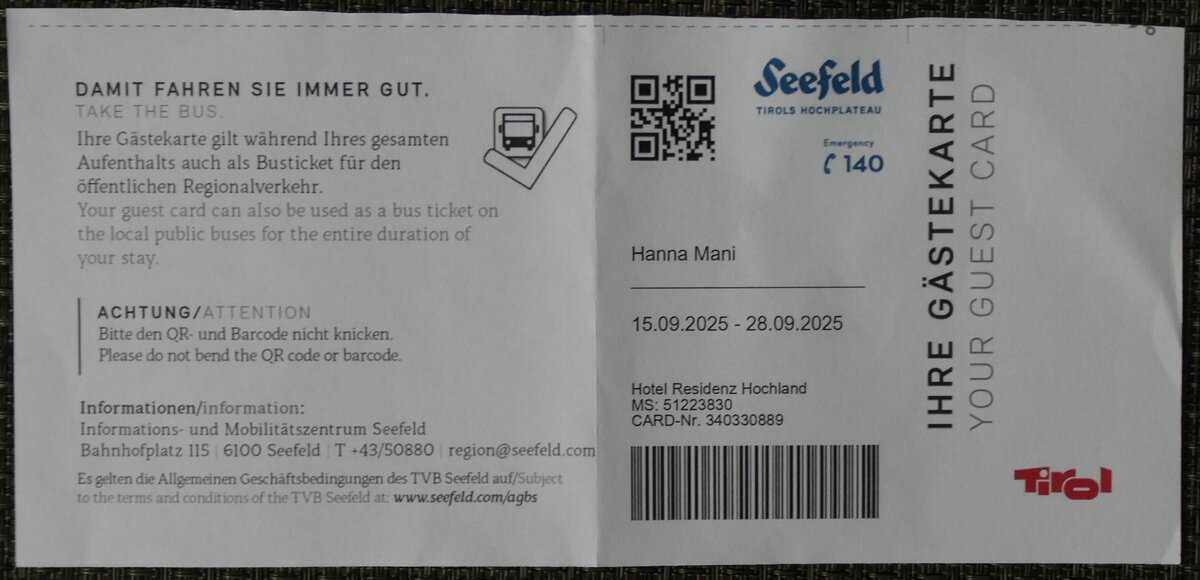 DAMIT FAHREN SIE IMMER GUT.
TAKE THE BUS.
Ihre Gästekarte gilt während Ihres gesamten
Aufenthalts auch als Busticket für den
öffentlichen Regionalverkehr.
Your guest card can also be used as a bus ticket on
the local public buses for the entire duration of
your stay.
ACHTUNG/ATTENTION
Bitte den QR- und Barcode nicht knicken.
Please do not bend the QR code or barcode.
Informationen/information:
Informations- und Mobilitätszentrum Seefeld
Bahnhofplatz 115 | 6100 Seefeld | T +43/50880 | region@seefeld.com
Es gelten die Allgemeinen Geschäftsbedingungen des TVB Seefeld auf/Subject
to the terms and conditions of the TVB Seefeld at: www.seefeld.com/agbs
Seefeld
TIROLS HOCHPLATEAU
Emergency
140
Hanna Mani
15.09.2025 - 28.09.2025
Hotel Residenz Hochland
MS: 51223830
CARD-Nr. 340330889
IHRE GÄSTEKARTE
YOUR GUEST CARD
Tirol